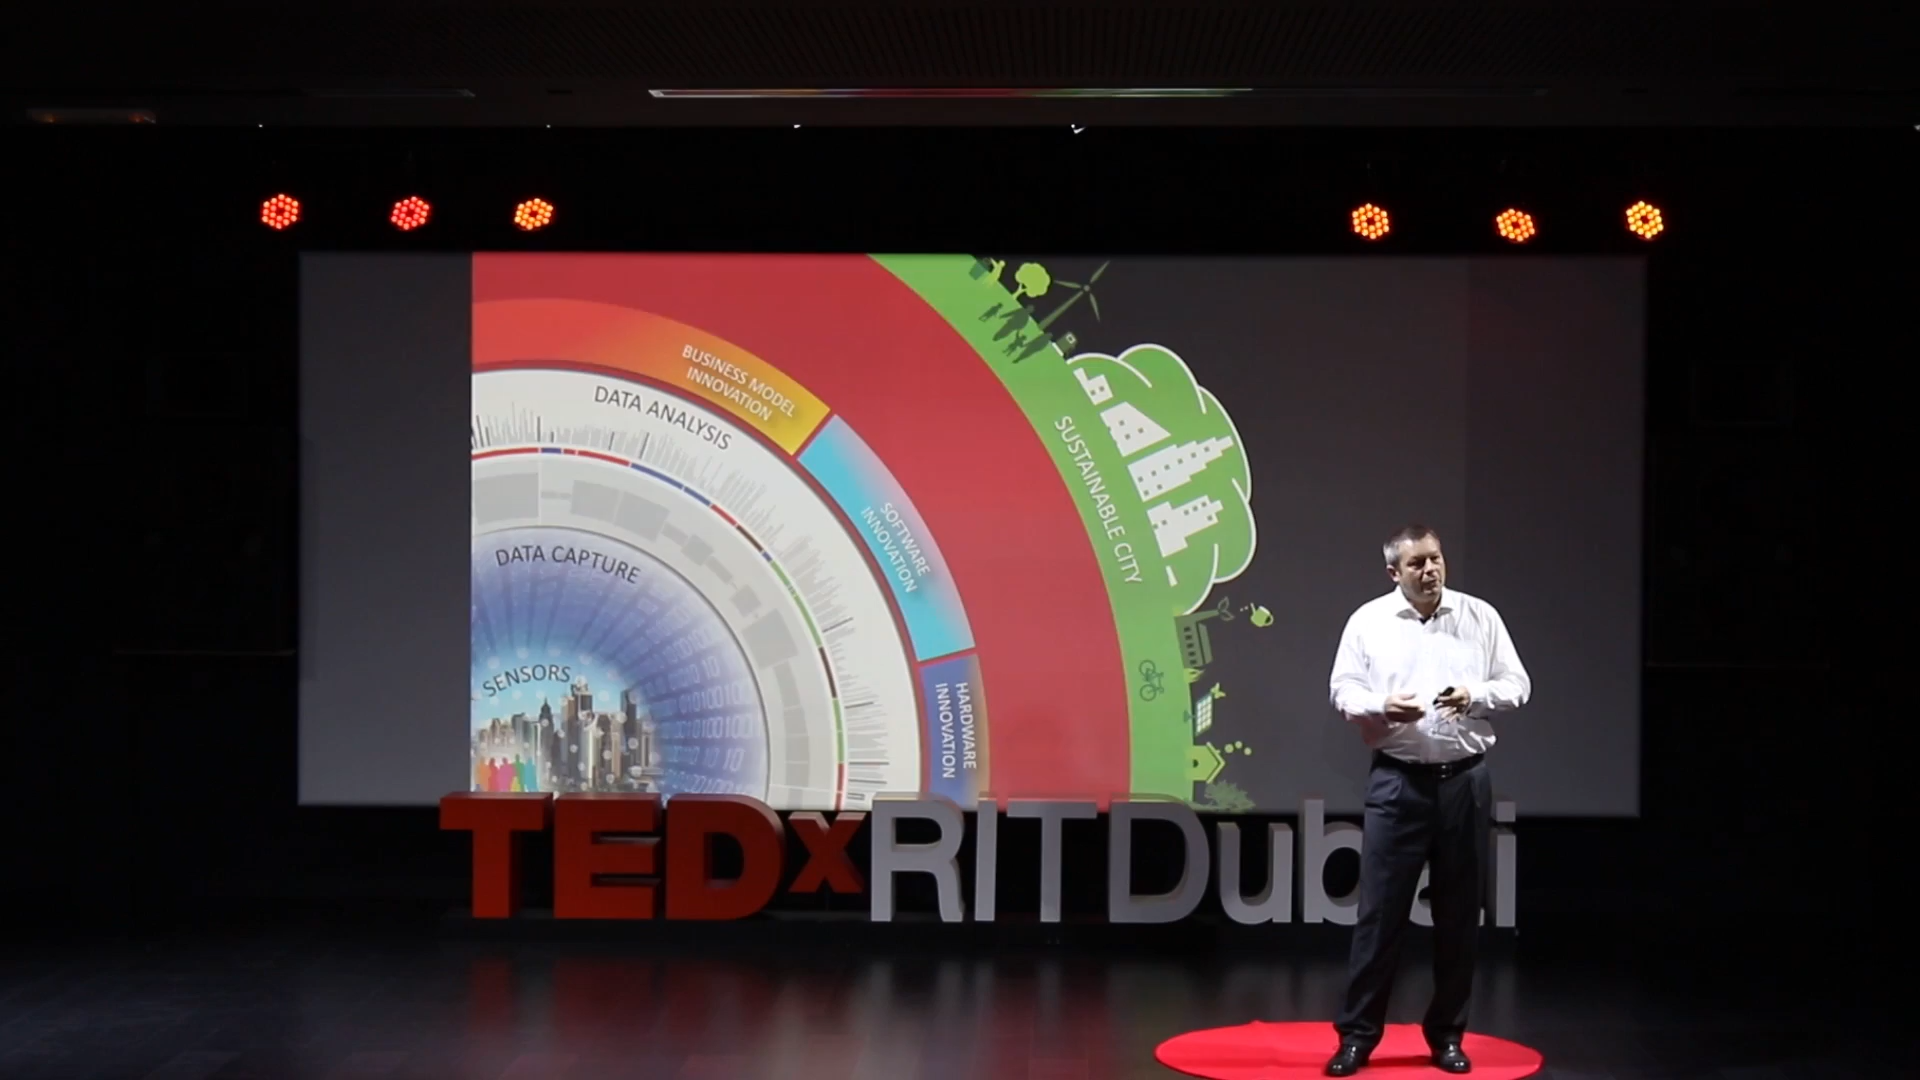 BUSINESS MODEL
INNOVATION
DATA ANALYSIS
SOFTWARE
INNOVATION
SUSTAINABLE CITY
DATA CAPTURE
SENSORS
HARDWARE
INNOVATION
TEDxRITDubai